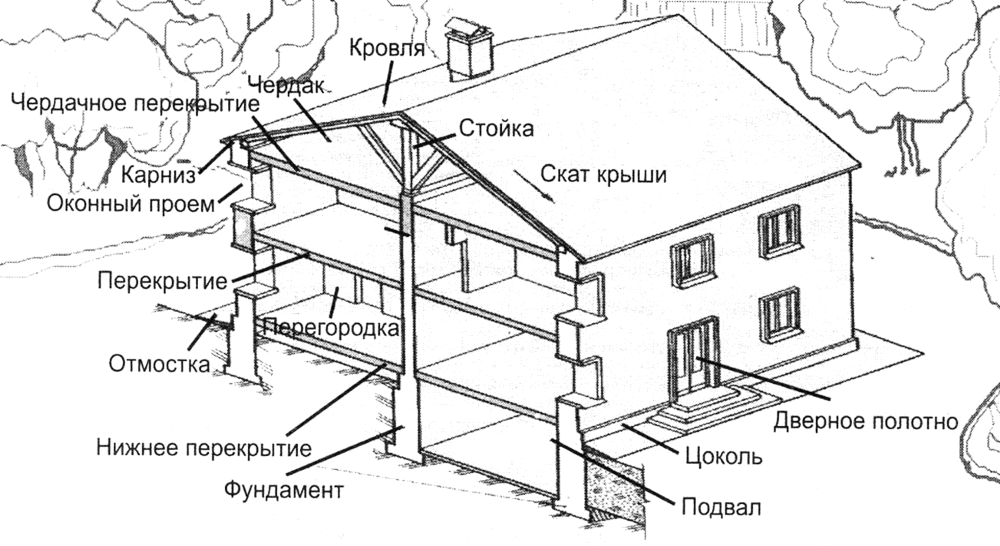 Кровля
Чердак
Чердачное перекрытие
Стойка
Карниз
Скат крыши
Оконный проем
Перекрытие
Перегородка
Отмостка
Дверное полотно
Нижнее перекрытие
Цоколь
Фундамент
Подвал